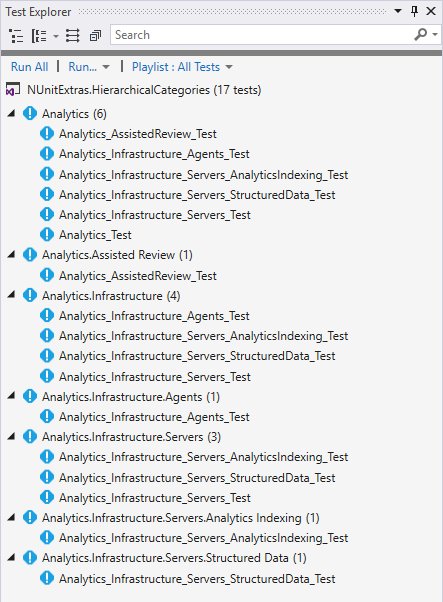 Test Explorer
Search
Run All | Run... | Playlist : All Tests
NUnitExtras.HierarchicalCategories (17 tests)
Analytics (6)
Analytics_AssistedReview_Test
Analytics_Infrastructure_Agents_Test
Analytics_Infrastructure_Servers_AnalyticsIndexing_Test
Analytics_Infrastructure_Servers_StructuredData_Test
Analytics_Infrastructure_Servers_Test
Analytics_Test
Analytics.Assisted Review (1)
Analytics_AssistedReview_Test
Analytics.Infrastructure (4)
Analytics_Infrastructure_Agents_Test
Analytics_Infrastructure_Servers_AnalyticsIndexing_Test
Analytics_Infrastructure_Servers_StructuredData_Test
Analytics_Infrastructure_Servers_Test
Analytics.Infrastructure.Agents (1)
Analytics_Infrastructure_Agents_Test
Analytics.Infrastructure.Servers (3)
Analytics_Infrastructure_Servers_AnalyticsIndexing_Test
Analytics_Infrastructure_Servers_StructuredData_Test
Analytics_Infrastructure_Servers_Test
Analytics.Infrastructure.Servers.Analytics Indexing (1)
Analytics_Infrastructure_Servers_AnalyticsIndexing_Test
Analytics.Infrastructure.Servers.Structured Data (1)
Analytics_Infrastructure_Servers_StructuredData_Test